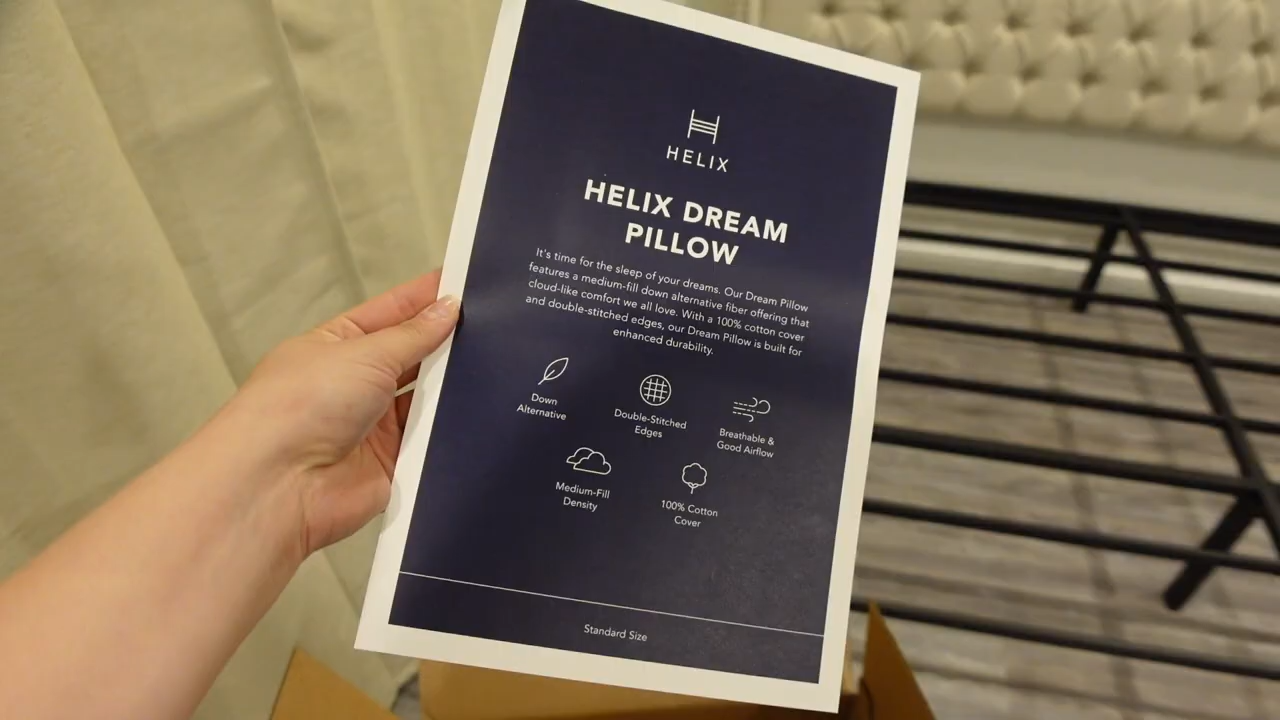 HELIX
HELIX DREAM
PILLOW
It's time for the sleep of your dreams. Our Dream Pillow
features a medium-fill down alternative fiber offering that
cloud-like comfort we all love. With a 100% cotton cover
and double-stitched edges, our Dream Pillow is built for
enhanced durability.
Down
Alternative
Double-Stitched
Edges
Breathable &
Good Airflow
Medium-Fill
Density
100% Cotton
Cover
Standard Size